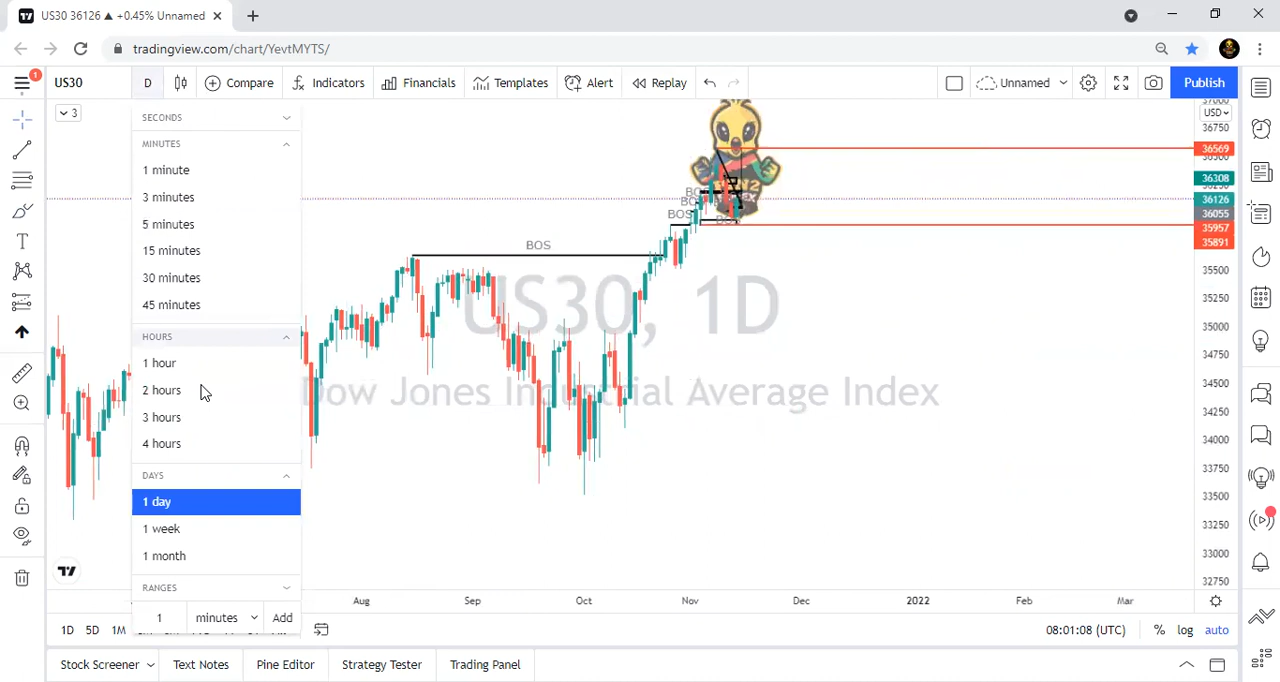 US30 36126 ▲ +0.45% Unnamed
tradingview.com/chart/YevtMYTS/
1
US30
D
Compare
Indicators
Financials
Templates
Alert
Replay
Unnamed
Publish
3
SECONDS
MINUTES
1 minute
3 minutes
5 minutes
15 minutes
30 minutes
45 minutes
HOURS
1 hour
2 hours
3 hours
4 hours
DAYS
1 day
1 week
1 month
RANGES
1
minutes
Add
BOS
BOS
US30, 1D
Dow Jones Industrial Average Index
37000
USD
36750
36569
36500
36308
36250
36126
36055
35957
35891
35500
35250
35000
34750
34500
34250
34000
33750
33500
33250
33000
32750
Aug
Sep
Oct
Nov
Dec
2022
Feb
Mar
1D
5D
1M
08:01:08 (UTC)
%
log
auto
Stock Screener
Text Notes
Pine Editor
Strategy Tester
Trading Panel